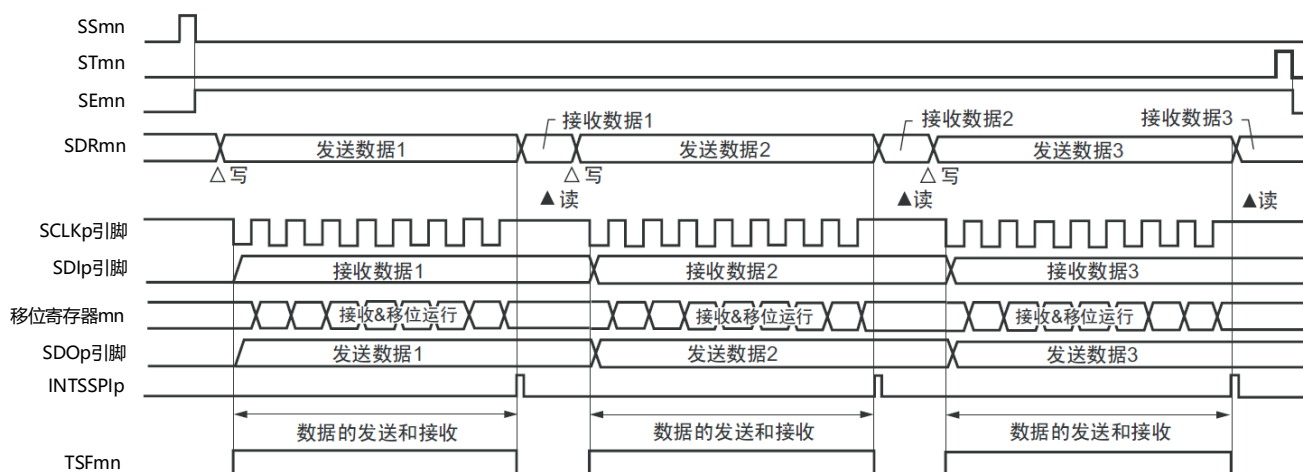 SSmn
STmn
SEmn
接收数据1
接收数据2
接收数据3
SDRmn
发送数据1
发送数据2
发送数据3
△写
△写
△写
▲读
▲读
▲读
SCLKp引脚
SDIp引脚
接收数据1
接收数据2
接收数据3
移位寄存器mn
接收&移位运行
接收&移位运行
接收&移位运行
SDOp引脚
发送数据1
发送数据2
发送数据3
INTSSPIp
数据的发送和接收
数据的发送和接收
数据的发送和接收
TSFmn